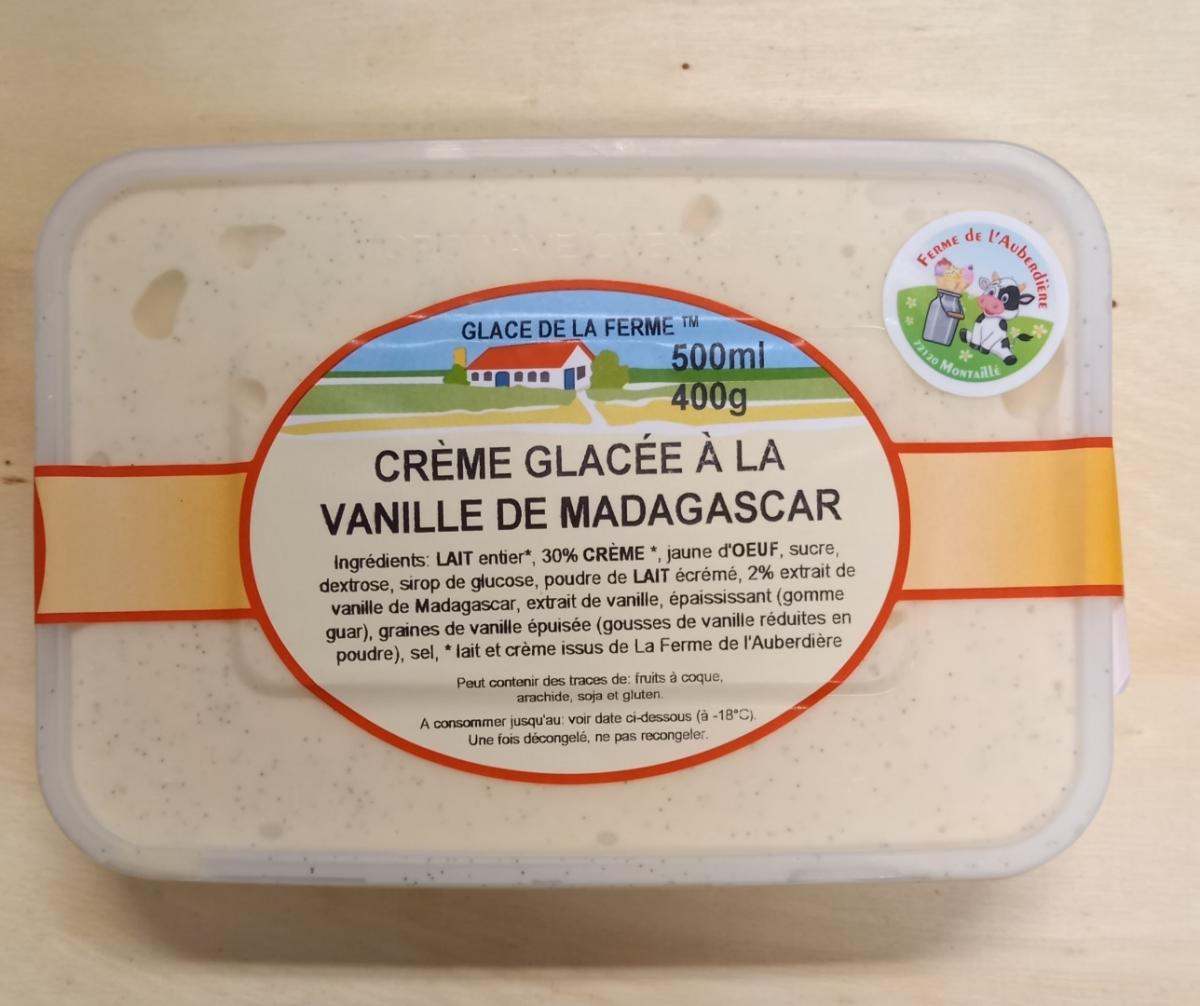 FERME DE L'AUBERDIÈRE
72120 MONTAILLÉ
GLACE DE LA FERME ™
500ml
400g
CRÈME GLACÉE À LA
VANILLE DE MADAGASCAR
Ingrédients: LAIT entier*, 30% CRÈME *, jaune d'OEUF, sucre,
dextrose, sirop de glucose, poudre de LAIT écrémé, 2% extrait de
vanille de Madagascar, extrait de vanille, épaississant (gomme
guar), graines de vanille épuisée (gousses de vanille réduites en
poudre), sel, * lait et crème issus de La Ferme de l'Auberdière
Peut contenir des traces de: fruits à coque,
arachide, soja et gluten.
A consommer jusqu'au: voir date ci-dessous (à -18°C).
Une fois décongelé, ne pas recongeler.